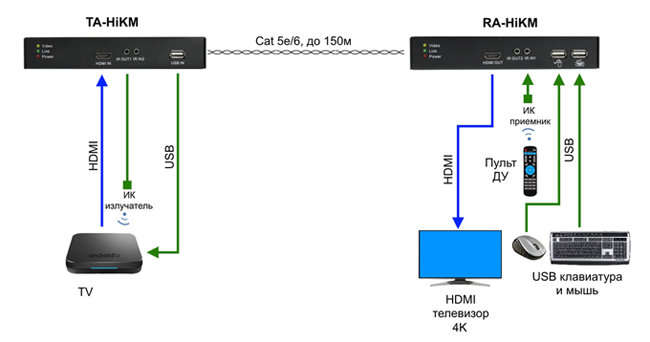 TA-HiKM
RA-HiKM
Cat 5e/6, до 150м
Video
Link
Power
HDMI IN
IR OUT1 IR IN2
USB IN
Video
Link
Power
HDMI OUT
IR OUT2 IR IN1
HDMI
USB
ИК
излучатель
androidtv
TV
HDMI
ИК
приемник
Пульт
ДУ
USB
HDMI
телевизор
4K
USB клавиатура
и мышь